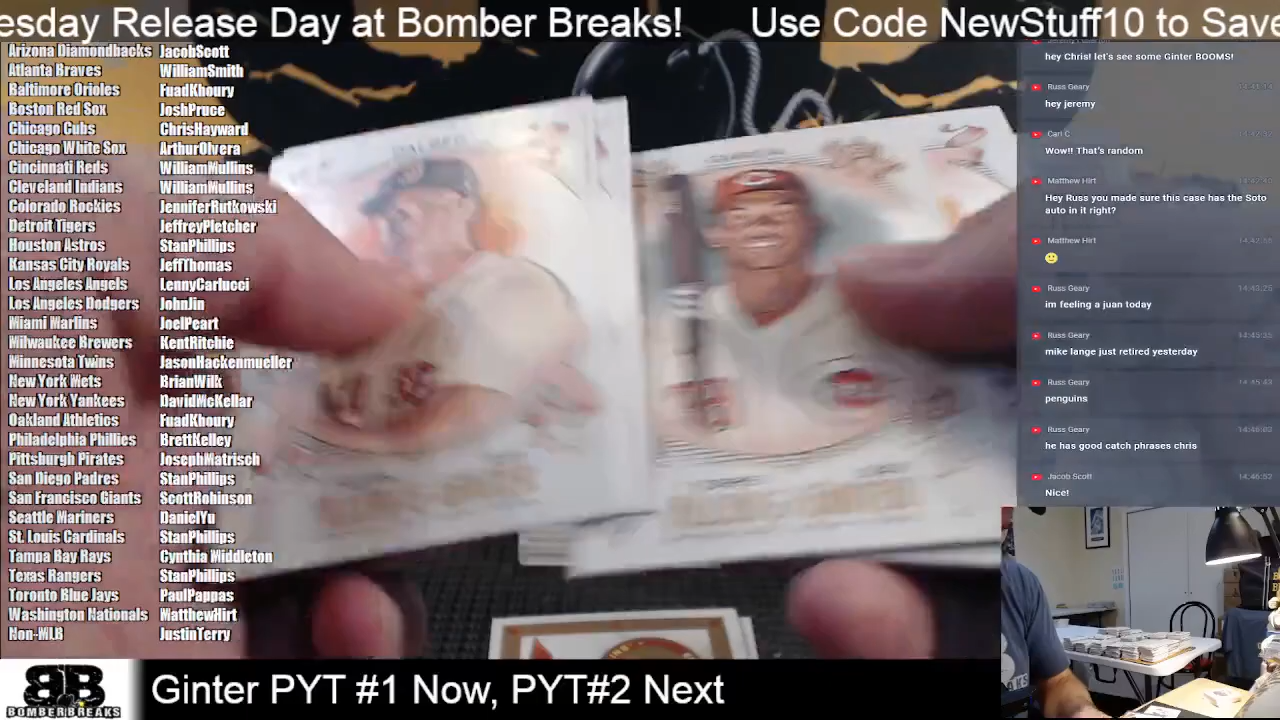 esday Release Day at Bomber Breaks! Use Code NewStuff10 to Save
Arizona Diamondbacks JacobScott
Atlanta Braves WilliamSmith
Baltimore Orioles FuadKhoury
Boston Red Sox JoshPruce
Chicago Cubs ChrisHayward
Chicago White Sox ArthurOlvera
Cincinnati Reds WilliamMullins
Cleveland Indians WilliamMullins
Colorado Rockies JenniferRutkowski
Detroit Tigers JeffreyPletcher
Houston Astros StanPhillips
Kansas City Royals JeffThomas
Los Angeles Angels LennyCarlucci
Los Angeles Dodgers JohnJin
Miami Marlins JoelPeart
Milwaukee Brewers KentRitchie
Minnesota Twins JasonHackenmueller
New York Mets BrianWilk
New York Yankees DavidMcKellar
Oakland Athletics FuadKhoury
Philadelphia Phillies BrettKelley
Pittsburgh Pirates JosephMatrisch
San Diego Padres StanPhillips
San Francisco Giants ScottRobinson
Seattle Mariners DanielYu
St. Louis Cardinals StanPhillips
Tampa Bay Rays Cynthia Middleton
Texas Rangers StanPhillips
Toronto Blue Jays PaulPappas
Washington Nationals MatthewHirt
Non-MLB JustinTerry
hey Chris! let's see some Ginter BOOMS!
Russ Geary
hey jeremy
Carl C
Wow!! That's random
Matthew Hirt
Hey Russ you made sure this case has the Soto
auto in it right?
Matthew Hirt
🙂
Russ Geary
im feeling a juan today
Russ Geary
mike lange just retired yesterday
Russ Geary
penguins
Russ Geary
he has good catch phrases chris
Jacob Scott
Nice!
BB
BOMBERBREAKS
Ginter PYT #1 Now, PYT#2 Next